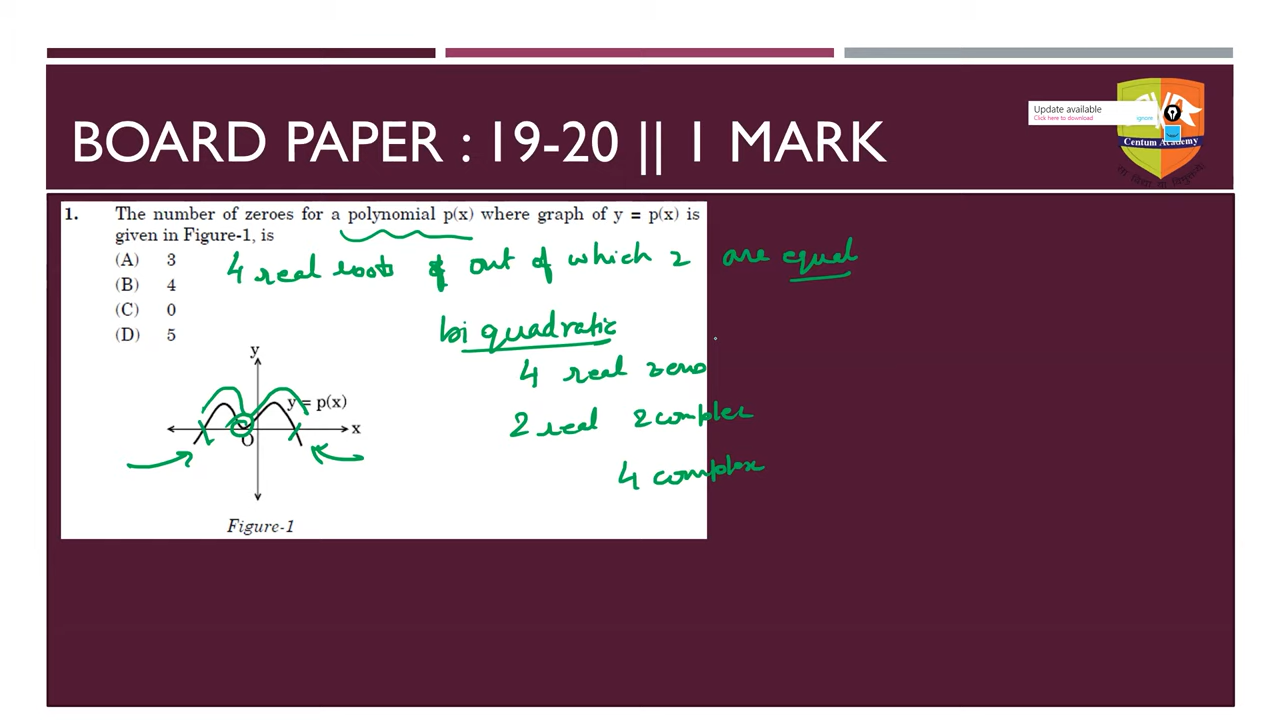 BOARD PAPER : 19-20 || 1 MARK
Update available
Click here to download
ignore
Centum Academy
1. The number of zeroes for a polynomial p(x) where graph of y = p(x) is
given in Figure-1, is
(A) 3
(B) 4
(C) 0
(D) 5
4 real roots out of which 2 are equal
bi quadratic
4 real zero
2 real 2 complex
4 complex
y
y = p(x)
x
O
Figure-1